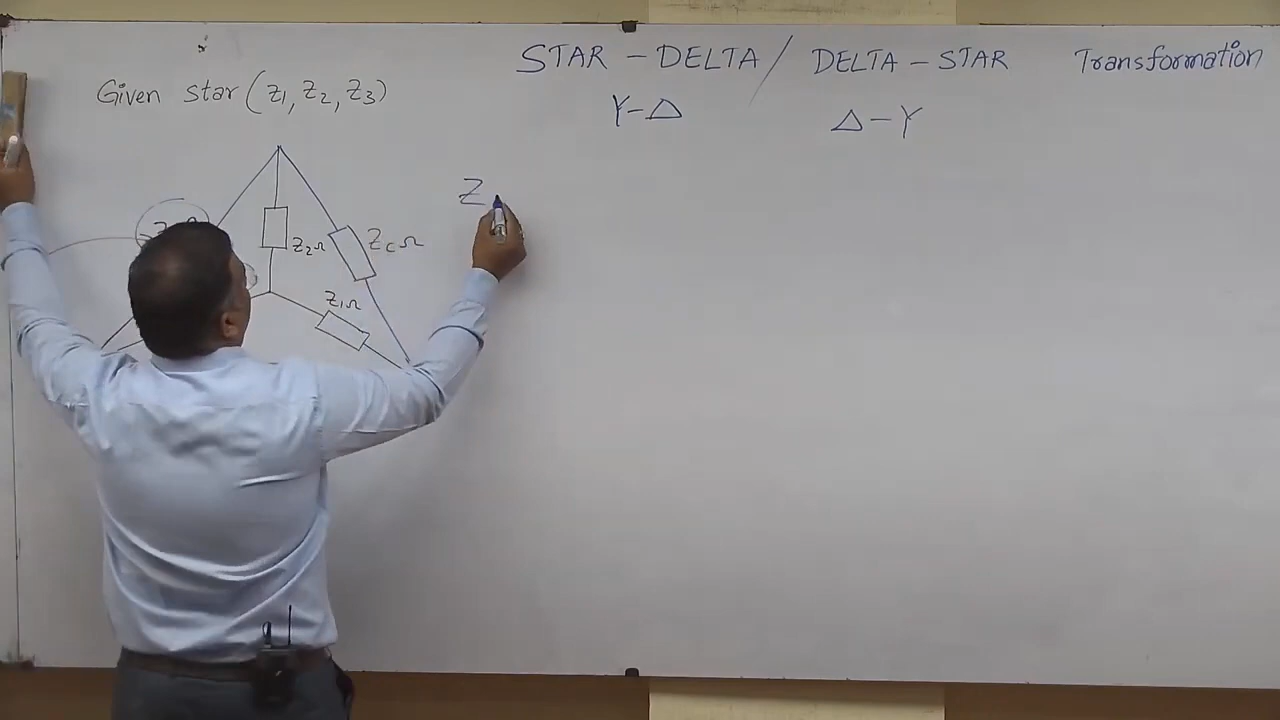 STAR - DELTA / DELTA - STAR Transformation
Y-Δ Δ-Y
Given star (Z1, Z2, Z3)
Z
Z2Ω
ZCΩ
Z1Ω